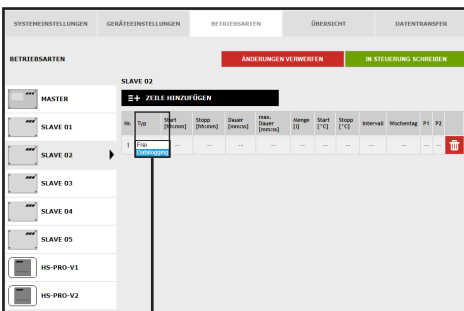 SYSTEMEINSTELLUNGEN GERÄTEEINSTELLUNGEN BETRIEBSARTEN ÜBERSICHT DATENTRANSFER
BETRIEBSARTEN ÄNDERUNGEN VERWERFEN IN STEUERUNG SCHREIBEN
SLAVE 02
MASTER
SLAVE 01
SLAVE 02
SLAVE 03
SLAVE 04
SLAVE 05
HS-PRO-V1
HS-PRO-V2
ZEILE HINZUFÜGEN
Nr. Typ Start [hh:mm] Stopp [hh:mm] Dauer [mm:ss] max. Dauer [mm:ss] Menge [l] Start [°C] Stopp [°C] Intervall Wochentag P1 P2
1 Frei -- -- -- -- -- -- -- -- -- -- --
Datalogging